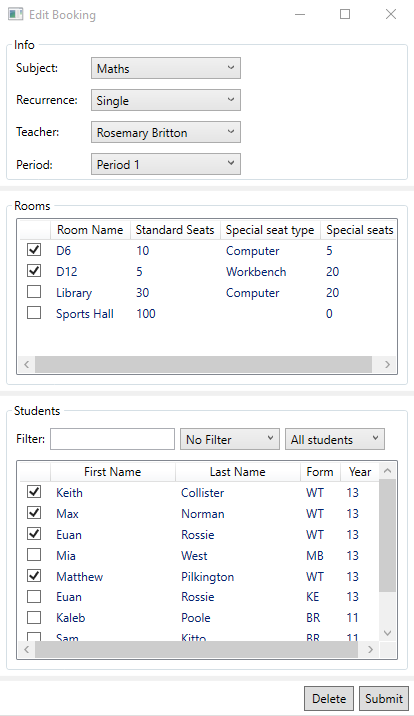 Edit Booking
Info
Subject: Maths
Recurrence: Single
Teacher: Rosemary Britton
Period: Period 1
Rooms
Room Name Standard Seats Special seat type Special seats
D6 10 Computer 5
D12 5 Workbench 20
Library 30 Computer 20
Sports Hall 100 0
Students
Filter: No Filter All students
First Name Last Name Form Year
Keith Collister WT 13
Max Norman WT 13
Euan Rossie WT 13
Mia West MB 13
Matthew Pilkington WT 13
Euan Rossie KE 13
Kaleb Poole BR 11
Sam Kitto BR 11
Delete Submit